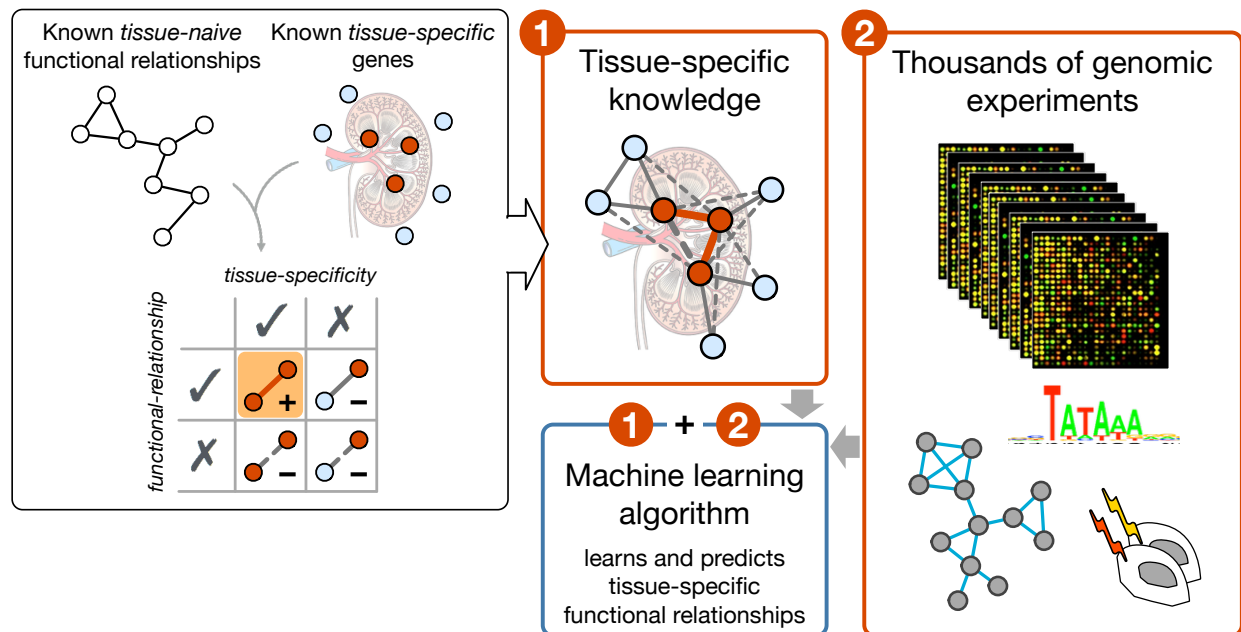 Known tissue-naive
functional relationships
Known tissue-specific
genes
tissue-specificity
functional-relationship
✓ ✗
✓
+
-
✗
-
-
1
Tissue-specific
knowledge
2
Thousands of genomic
experiments
TATAAA
1 + 2
Machine learning
algorithm
learns and predicts
tissue-specific
functional relationships